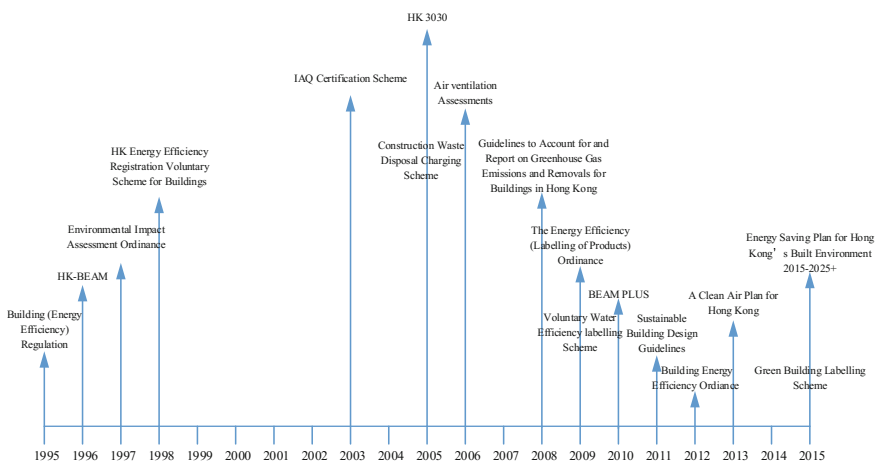 HK 3030
IAQ Certification Scheme
Air ventilation
Assessments
HK Energy Efficiency
Registration Voluntary
Scheme for Buildings
Construction Waste
Disposal Charging
Scheme
Guidelines to Account for and
Report on Greenhouse Gas
Emissions and Removals for
Buildings in Hong Kong
Environmental Impact
Assessment Ordinance
The Energy Efficiency
(Labelling of Products)
Ordinance
Energy Saving Plan for Hong
Kong’s Built Environment
2015-2025+
HK-BEAM
BEAM PLUS
A Clean Air Plan for
Hong Kong
Building (Energy
Efficiency)
Regulation
Voluntary Water
Efficiency labelling
Scheme
Sustainable
Building Design
Guidelines
Building Energy
Efficiency Ordiance
Green Building Labelling
Scheme
1995 1996 1997 1998 1999 2000 2001 2002 2003 2004 2005 2006 2007 2008 2009 2010 2011 2012 2013 2014 2015